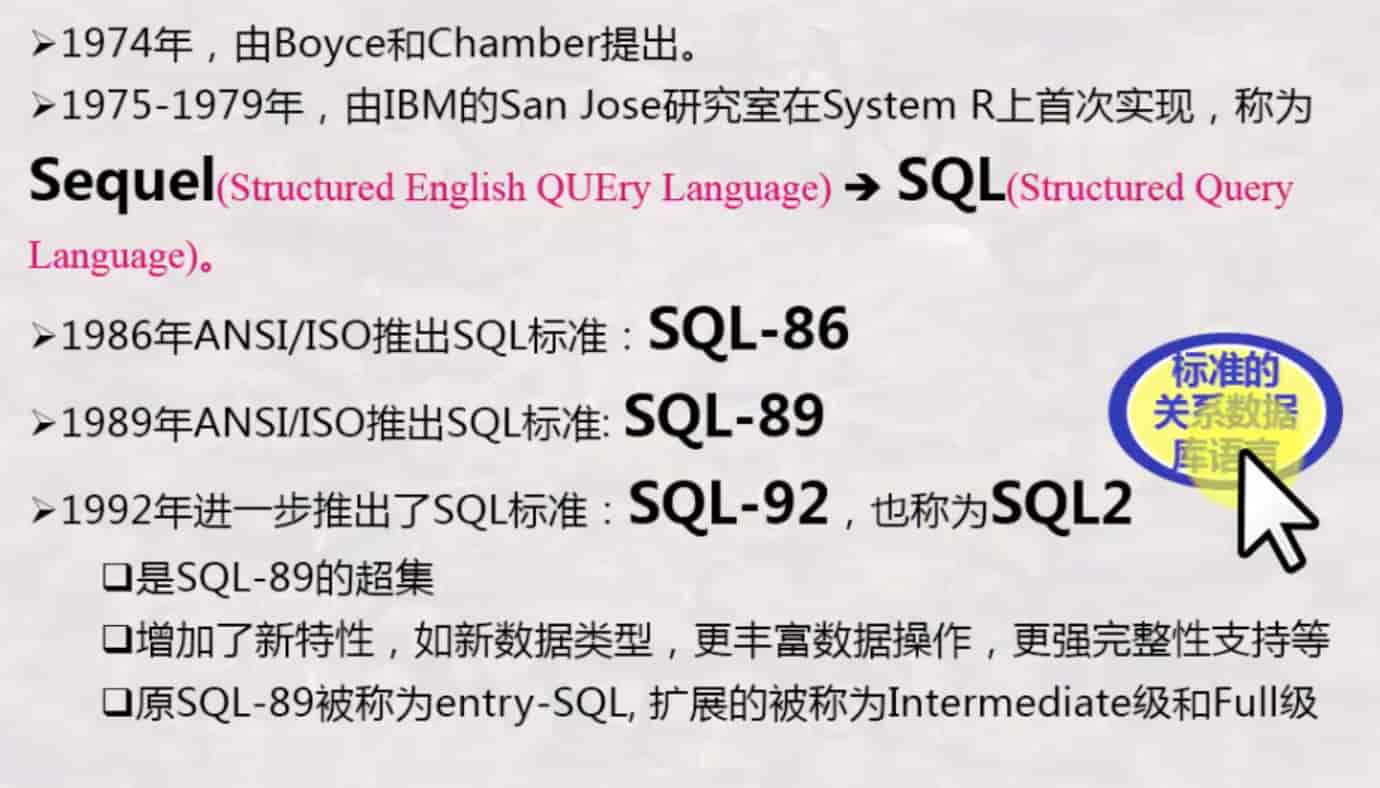 ➢1974年，由Boyce和Chamber提出。
➢1975-1979年，由IBM的San Jose研究室在System R上首次实现，称为
Sequel(Structured English QUEry Language) ➔ SQL(Structured Query
Language)。
➢1986年ANSI/ISO推出SQL标准：SQL-86
➢1989年ANSI/ISO推出SQL标准: SQL-89
➢1992年进一步推出了SQL标准：SQL-92，也称为SQL2
❑是SQL-89的超集
❑增加了新特性，如新数据类型，更丰富数据操作，更强完整性支持等
❑原SQL-89被称为entry-SQL, 扩展的被称为Intermediate级和Full级
标准的
关系数据
库语言